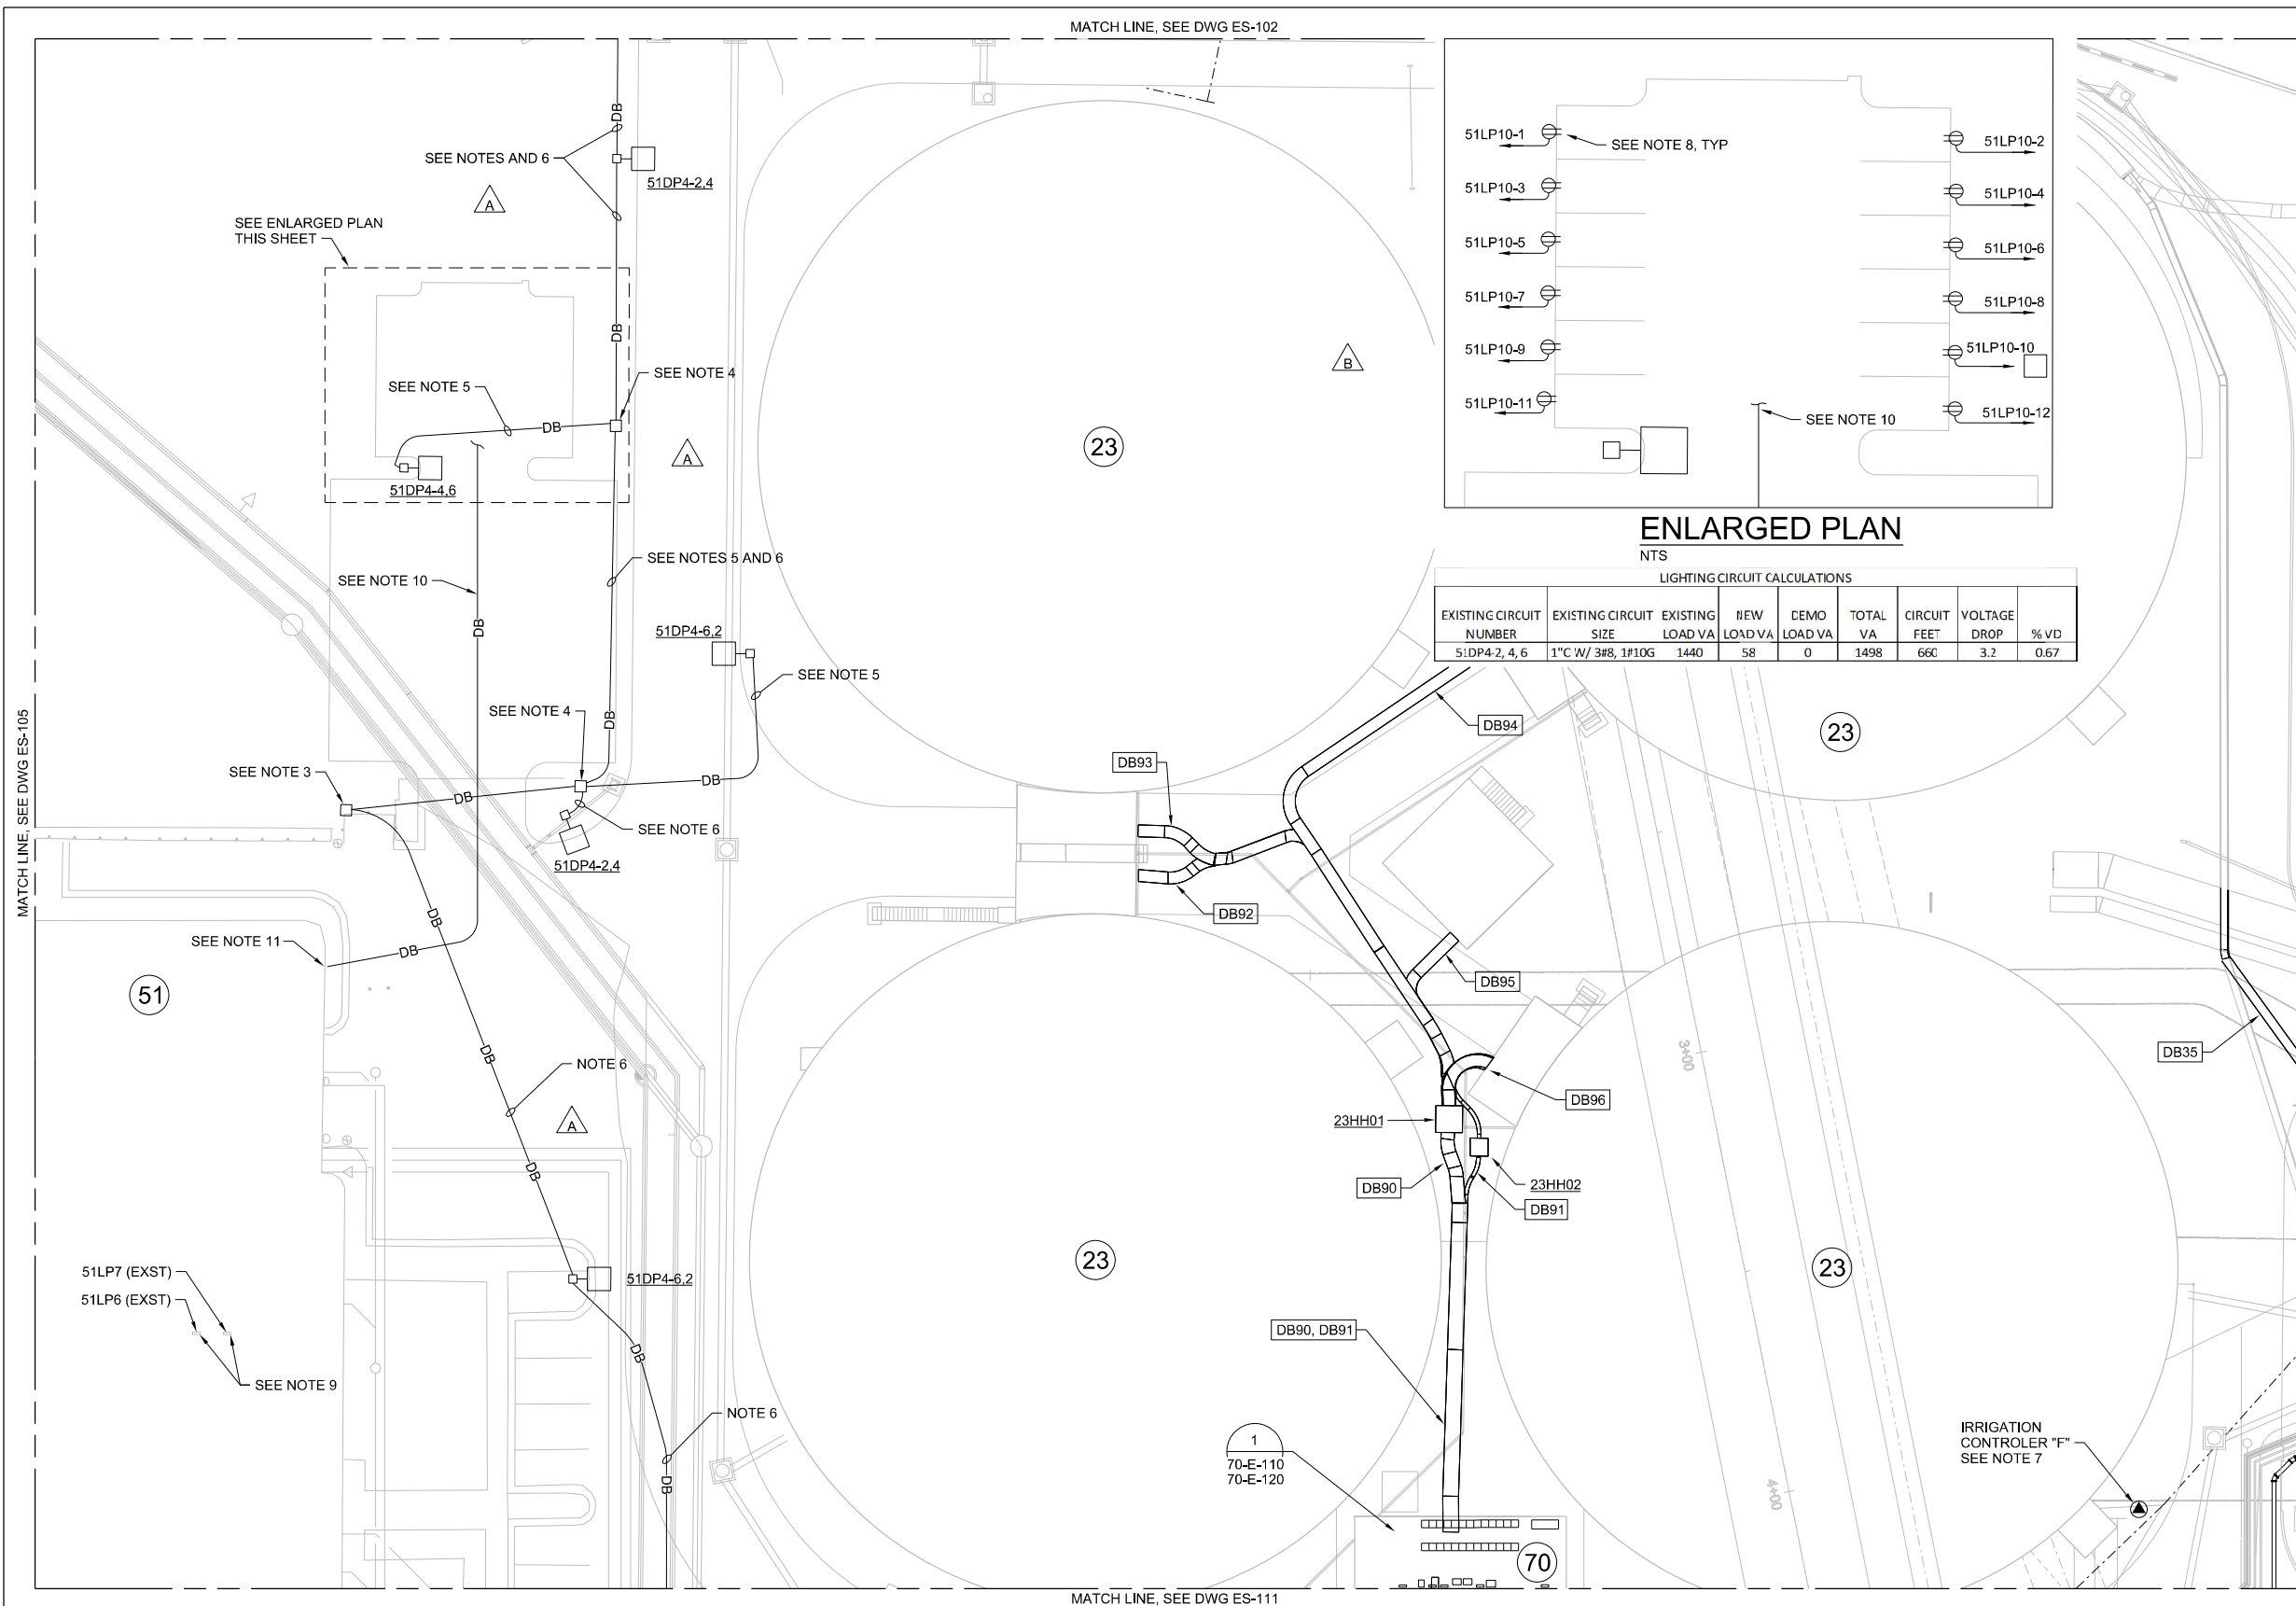 MATCH LINE, SEE DWG ES-102
SEE NOTES AND 6
DB
51DP4-2,4
A
SEE ENLARGED PLAN
THIS SHEET
DB
SEE NOTE 4
SEE NOTE 5
DB
A
51DP4-4,6
SEE NOTES 5 AND 6
SEE NOTE 10
DB
51DP4-6,2
SEE NOTE 5
SEE NOTE 4
DB
SEE NOTE 3
DB
DB
SEE NOTE 6
51DP4-2,4
MATCH LINE, SEE DWG ES-105
DB
SEE NOTE 11
DB
51
DB
NOTE 6
A
DB
51DP4-6,2
51LP7 (EXST)
51LP6 (EXST)
SEE NOTE 9
DB
NOTE 6
DB
23
B
51LP10-1
SEE NOTE 8, TYP
51LP10-2
51LP10-3
51LP10-4
51LP10-5
51LP10-6
51LP10-7
51LP10-8
51LP10-9
51LP10-10
51LP10-11
SEE NOTE 10
51LP10-12
ENLARGED PLAN
NTS
LIGHTING CIRCUIT CALCULATIONS
EXISTING CIRCUIT NUMBER EXISTING CIRCUIT SIZE EXISTING LOAD VA NEW LOAD VA DEMO LOAD VA TOTAL VA CIRCUIT FEET VOLTAGE DROP % VD
51DP4-2, 4, 6 1"C W/ 3#8, 1#10G 1440 58 0 1498 660 3.2 0.67
DB94
23
DB93
DB92
DB95
3+00
DB35
DB96
23HH01
23HH02
DB90
DB91
23
23
DB90, DB91
1
70-E-110
70-E-120
4+00
IRRIGATION
CONTROLER "F"
SEE NOTE 7
70
MATCH LINE, SEE DWG ES-111